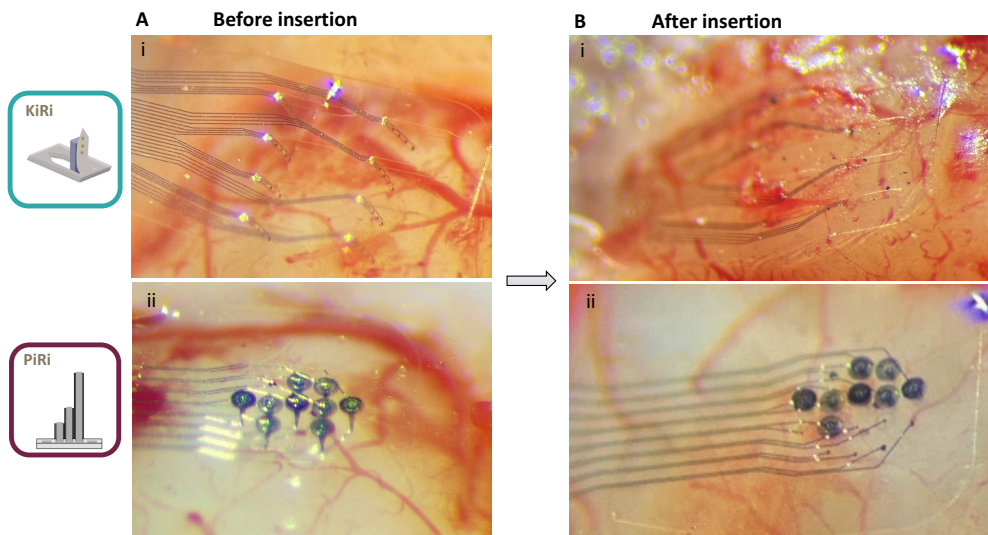 A Before insertion
B After insertion
KiRi
i
i
PiRi
ii
ii